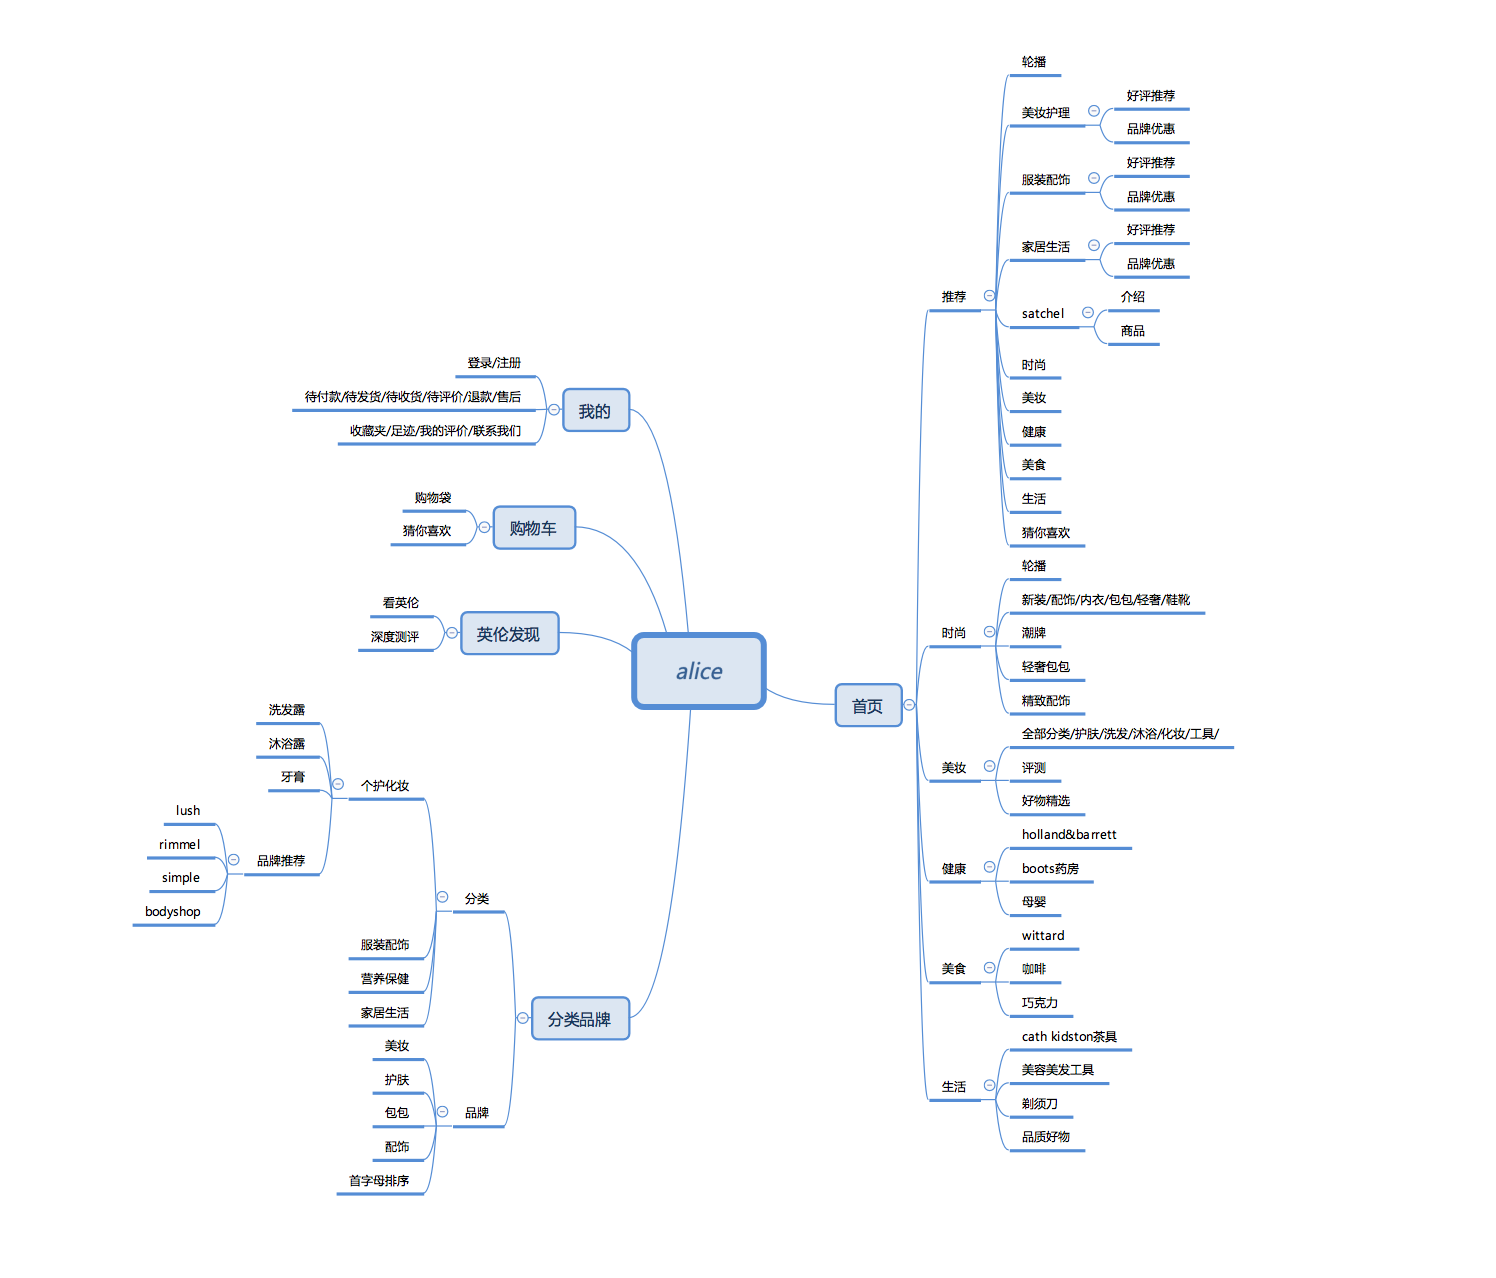 alice
首页
推荐
轮播
美妆护理
好评推荐
品牌优惠
服装配饰
好评推荐
品牌优惠
家居生活
好评推荐
品牌优惠
satchel
介绍
商品
时尚
美妆
健康
美食
生活
猜你喜欢
时尚
轮播
新装/配饰/内衣/包包/轻奢/鞋靴
潮牌
轻奢包包
精致配饰
美妆
全部分类/护肤/洗发/沐浴/化妆/工具/
评测
好物精选
健康
holland&barrett
boots药房
母婴
美食
wittard
咖啡
巧克力
生活
cath kidston茶具
美容美发工具
剃须刀
品质好物
我的
登录/注册
待付款/待发货/待收货/待评价/退款/售后
收藏夹/足迹/我的评价/联系我们
购物车
购物袋
猜你喜欢
英伦发现
看英伦
深度测评
分类品牌
分类
个护化妆
洗发露
沐浴露
牙膏
品牌推荐
lush
rimmel
simple
bodyshop
服装配饰
营养保健
家居生活
品牌
美妆
护肤
包包
配饰
首字母排序